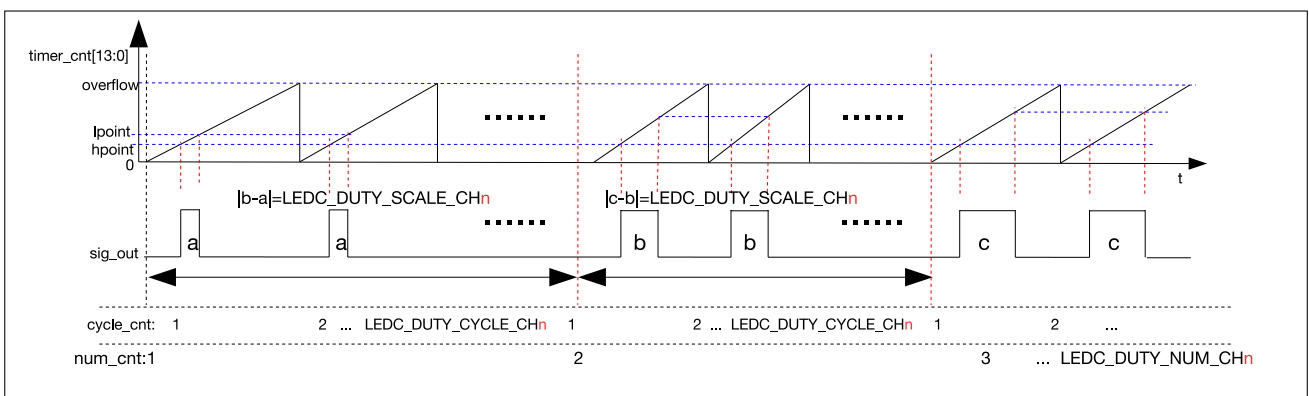 timer_cnt[13:0]
overflow
lpoint
hpoint
0
t
|b-a|=LEDC_DUTY_SCALE_CHn |c-b|=LEDC_DUTY_SCALE_CHn
sig_out a a b b c c
cycle_cnt: 1 2 ... LEDC_DUTY_CYCLE_CHn 1 2 ... LEDC_DUTY_CYCLE_CHn 1 2 ...
num_cnt:1 2 3 ... LEDC_DUTY_NUM_CHn